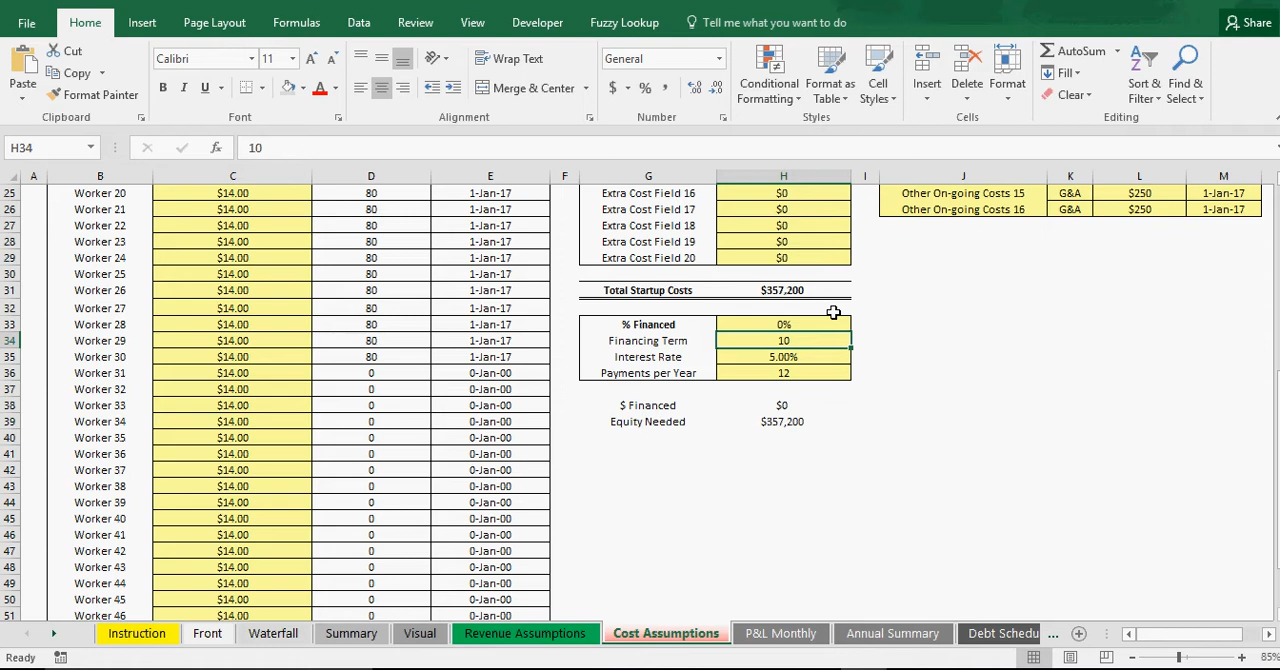 File Home Insert Page Layout Formulas Data Review View Developer Fuzzy Lookup Tell me what you want to do Share
Paste Cut Copy Format Painter Clipboard
Calibri 11 A A B I U A Font
Wrap Text Merge & Center Alignment
General $ % , Number
Conditional Formatting Format as Table Cell Styles Styles
Insert Delete Format Cells
AutoSum Fill Clear Sort & Filter Find & Select Editing
H34 fx 10
A B C D E F G H I J K L M
25 Worker 20 $14.00 80 1-Jan-17 Extra Cost Field 16 $0 Other On-going Costs 15 G&A $250 1-Jan-17
26 Worker 21 $14.00 80 1-Jan-17 Extra Cost Field 17 $0 Other On-going Costs 16 G&A $250 1-Jan-17
27 Worker 22 $14.00 80 1-Jan-17 Extra Cost Field 18 $0
28 Worker 23 $14.00 80 1-Jan-17 Extra Cost Field 19 $0
29 Worker 24 $14.00 80 1-Jan-17 Extra Cost Field 20 $0
30 Worker 25 $14.00 80 1-Jan-17
31 Worker 26 $14.00 80 1-Jan-17 Total Startup Costs $357,200
32 Worker 27 $14.00 80 1-Jan-17
33 Worker 28 $14.00 80 1-Jan-17 % Financed 0%
34 Worker 29 $14.00 80 1-Jan-17 Financing Term 10
35 Worker 30 $14.00 80 1-Jan-17 Interest Rate 5.00%
36 Worker 31 $14.00 0 0-Jan-00 Payments per Year 12
37 Worker 32 $14.00 0 0-Jan-00
38 Worker 33 $14.00 0 0-Jan-00 $ Financed $0
39 Worker 34 $14.00 0 0-Jan-00 Equity Needed $357,200
40 Worker 35 $14.00 0 0-Jan-00
41 Worker 36 $14.00 0 0-Jan-00
42 Worker 37 $14.00 0 0-Jan-00
43 Worker 38 $14.00 0 0-Jan-00
44 Worker 39 $14.00 0 0-Jan-00
45 Worker 40 $14.00 0 0-Jan-00
46 Worker 41 $14.00 0 0-Jan-00
47 Worker 42 $14.00 0 0-Jan-00
48 Worker 43 $14.00 0 0-Jan-00
49 Worker 44 $14.00 0 0-Jan-00
50 Worker 45 $14.00 0 0-Jan-00
51 Worker 46 $14.00 0 0-Jan-00
Instruction Front Waterfall Summary Visual Revenue Assumptions Cost Assumptions P&L Monthly Annual Summary Debt Schedu ...
Ready 85%